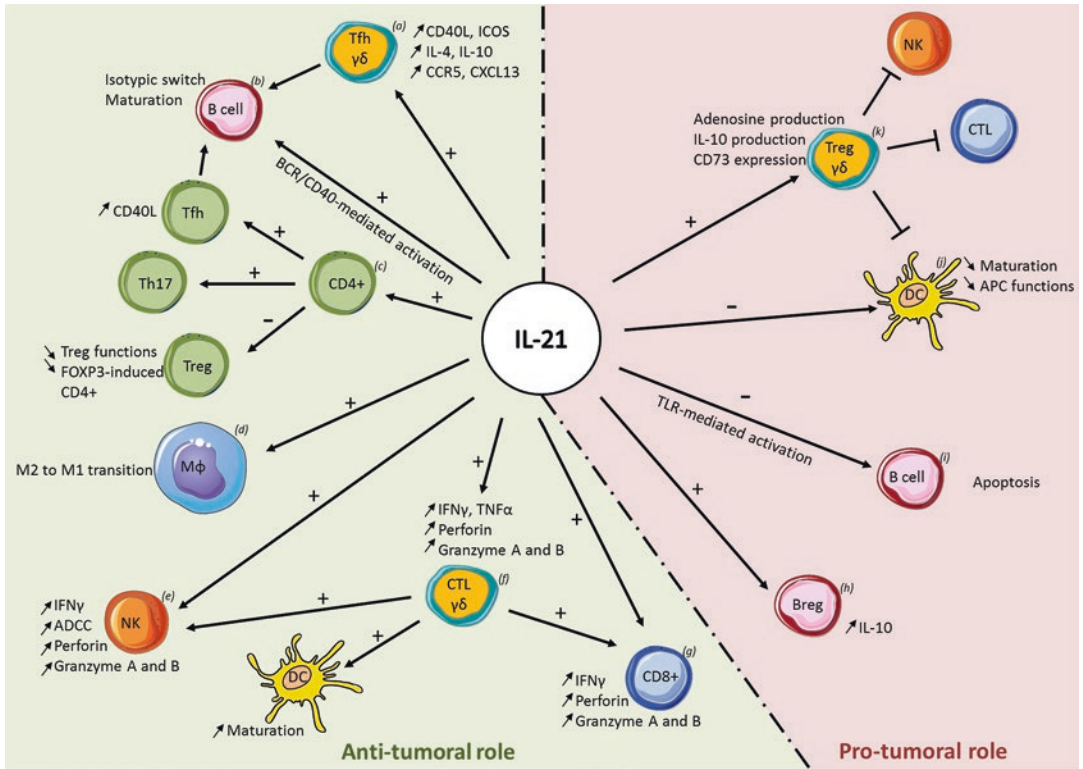 (a)
Tfh
γδ
↗CD40L, ICOS
↗IL-4, IL-10
↗CCR5, CXCL13
Isotypic switch
Maturation
(b)
B cell
+
+
BCR/CD40-mediated activation
↗CD40L
Tfh
+
Th17
+
(c)
CD4+
+
–
↘Treg functions
↘FOXP3-induced
CD4+
Treg
IL-21
+
M2 to M1 transition
(d)
Mϕ
+
+
↗IFNγ, TNFα
↗Perforin
↗Granzyme A and B
(f)
CTL
γδ
+
+
+
+
↗IFNγ
↗ADCC
↗Perforin
↗Granzyme A and B
(e)
NK
DC
↗Maturation
↗IFNγ
↗Perforin
↗Granzyme A and B
(g)
CD8+
Anti-tumoral role
NK
CTL
Adenosine production
IL-10 production
CD73 expression
(k)
Treg
γδ
+
–
(j)
DC
↘Maturation
↘APC functions
–
TLR-mediated activation
(i)
B cell
Apoptosis
+
(h)
Breg
↗IL-10
Pro-tumoral role